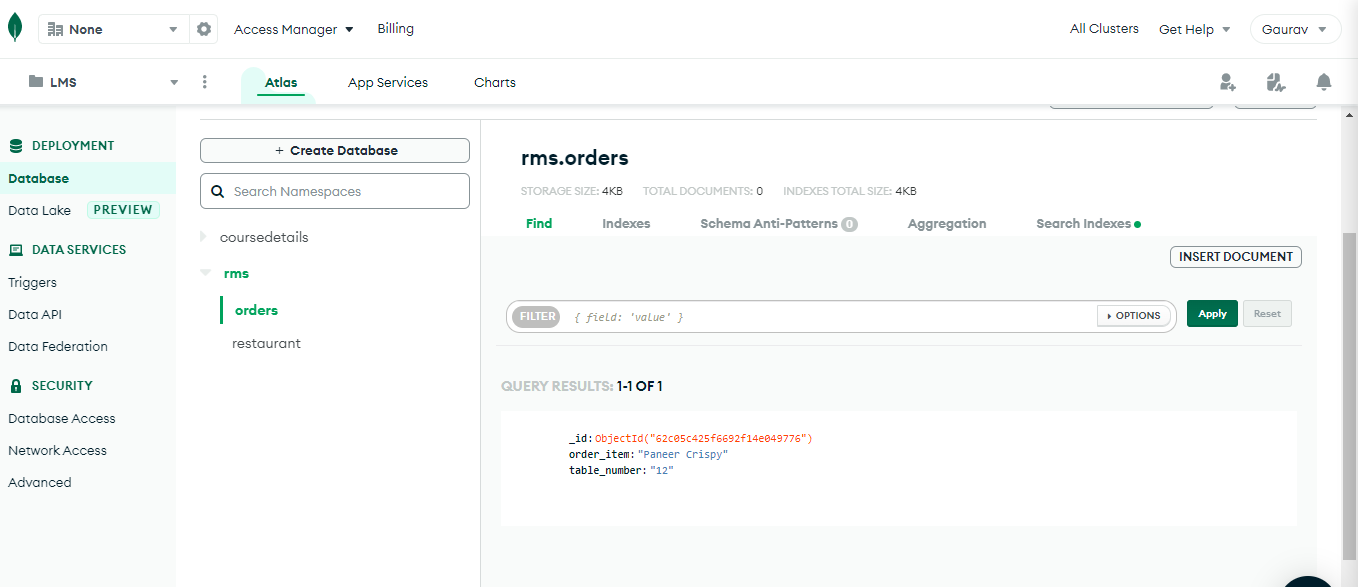 None
Access Manager
Billing
All Clusters
Get Help
Gaurav
LMS
Atlas
App Services
Charts
DEPLOYMENT
Database
Data Lake PREVIEW
DATA SERVICES
Triggers
Data API
Data Federation
SECURITY
Database Access
Network Access
Advanced
+ Create Database
Search Namespaces
coursedetails
rms
orders
restaurant
rms.orders
STORAGE SIZE: 4KB TOTAL DOCUMENTS: 0 INDEXES TOTAL SIZE: 4KB
Find Indexes Schema Anti-Patterns 0 Aggregation Search Indexes
INSERT DOCUMENT
FILTER { field: 'value' } OPTIONS Apply Reset
QUERY RESULTS: 1-1 OF 1
_id: ObjectId("62c05c425f6692f14e049776")
order_item: "Paneer Crispy"
table_number: "12"